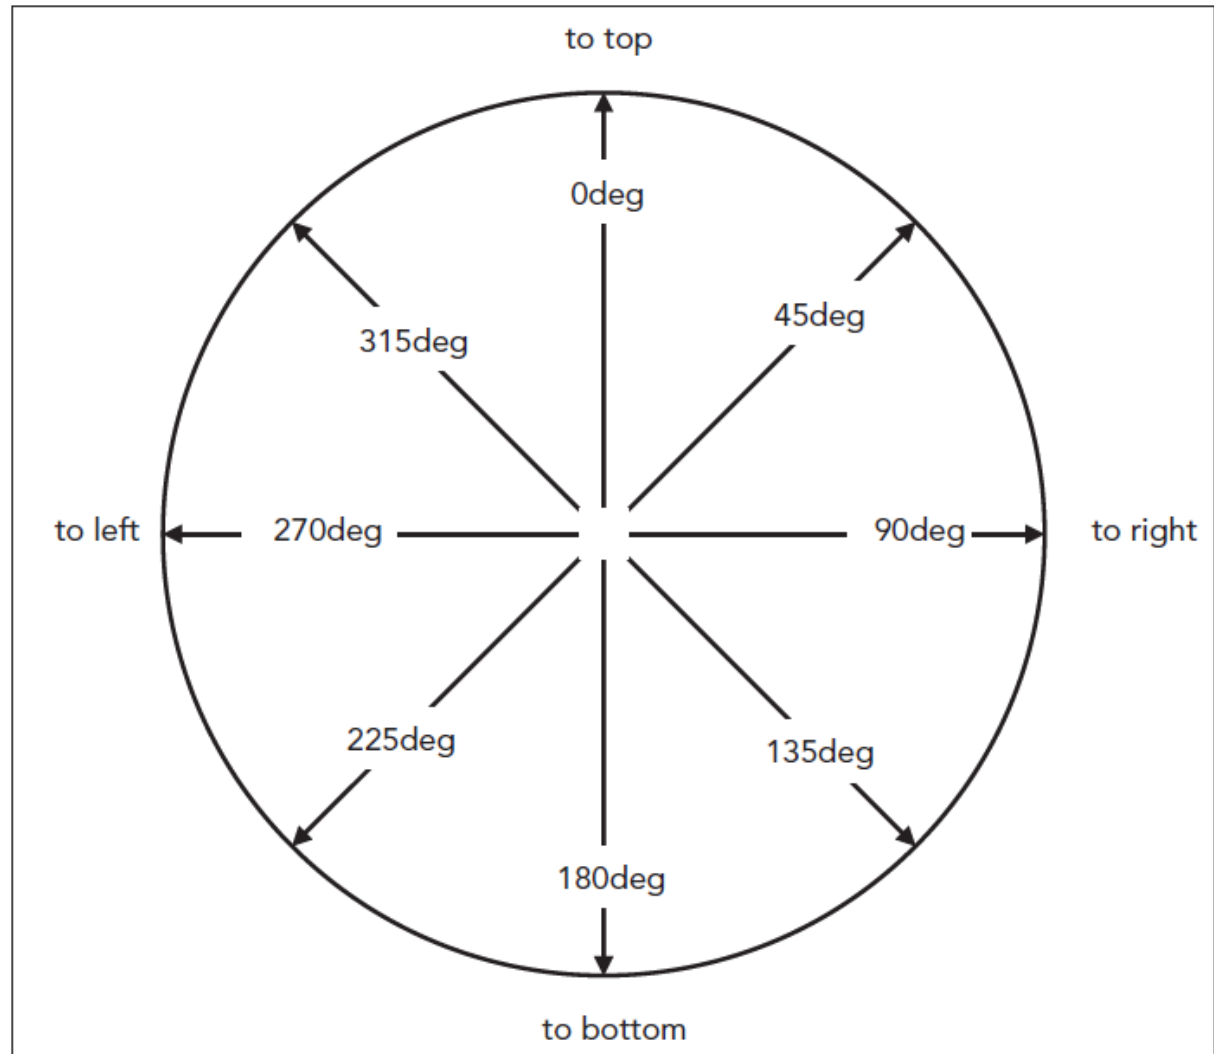 to top
0deg
45deg
315deg
to left
270deg
90deg
to right
225deg
135deg
180deg
to bottom